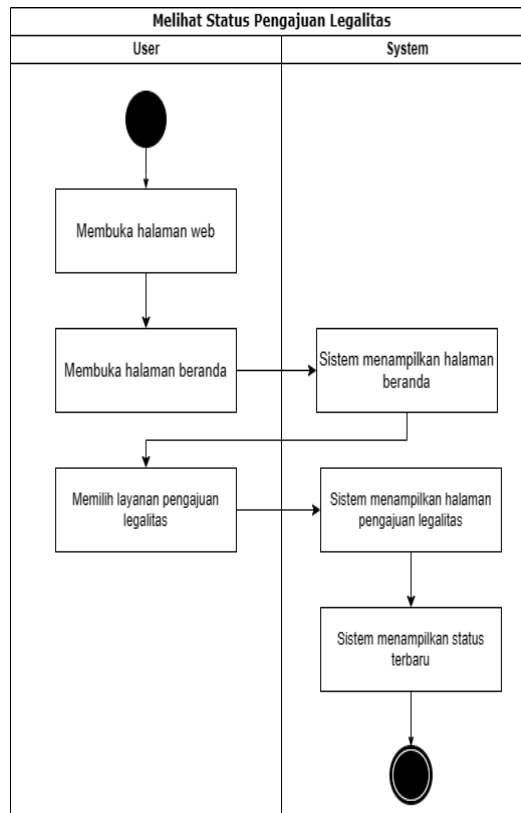 Melihat Status Pengajuan Legalitas
User
System
Membuka halaman web
Membuka halaman beranda
Sistem menampilkan halaman
beranda
Memilih layanan pengajuan
legalitas
Sistem menampilkan halaman
pengajuan legalitas
Sistem menampilkan status
terbaru